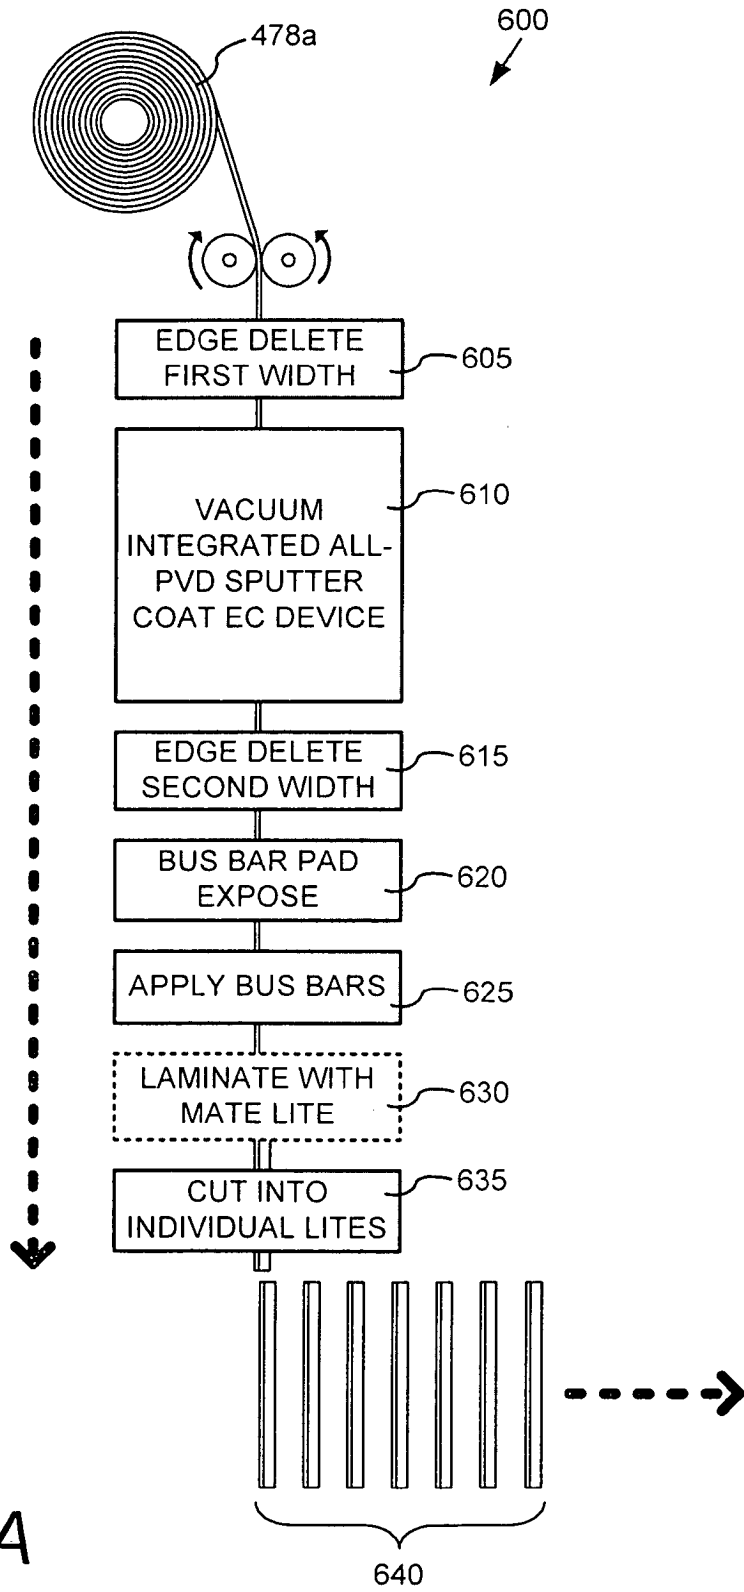 600
478a
EDGE DELETE
FIRST WIDTH
605
VACUUM
INTEGRATED ALL-
PVD SPUTTER
COAT EC DEVICE
610
EDGE DELETE
SECOND WIDTH
615
BUS BAR PAD
EXPOSE
620
APPLY BUS BARS
625
LAMINATE WITH
MATE LITE
630
CUT INTO
INDIVIDUAL LITES
635
640
A